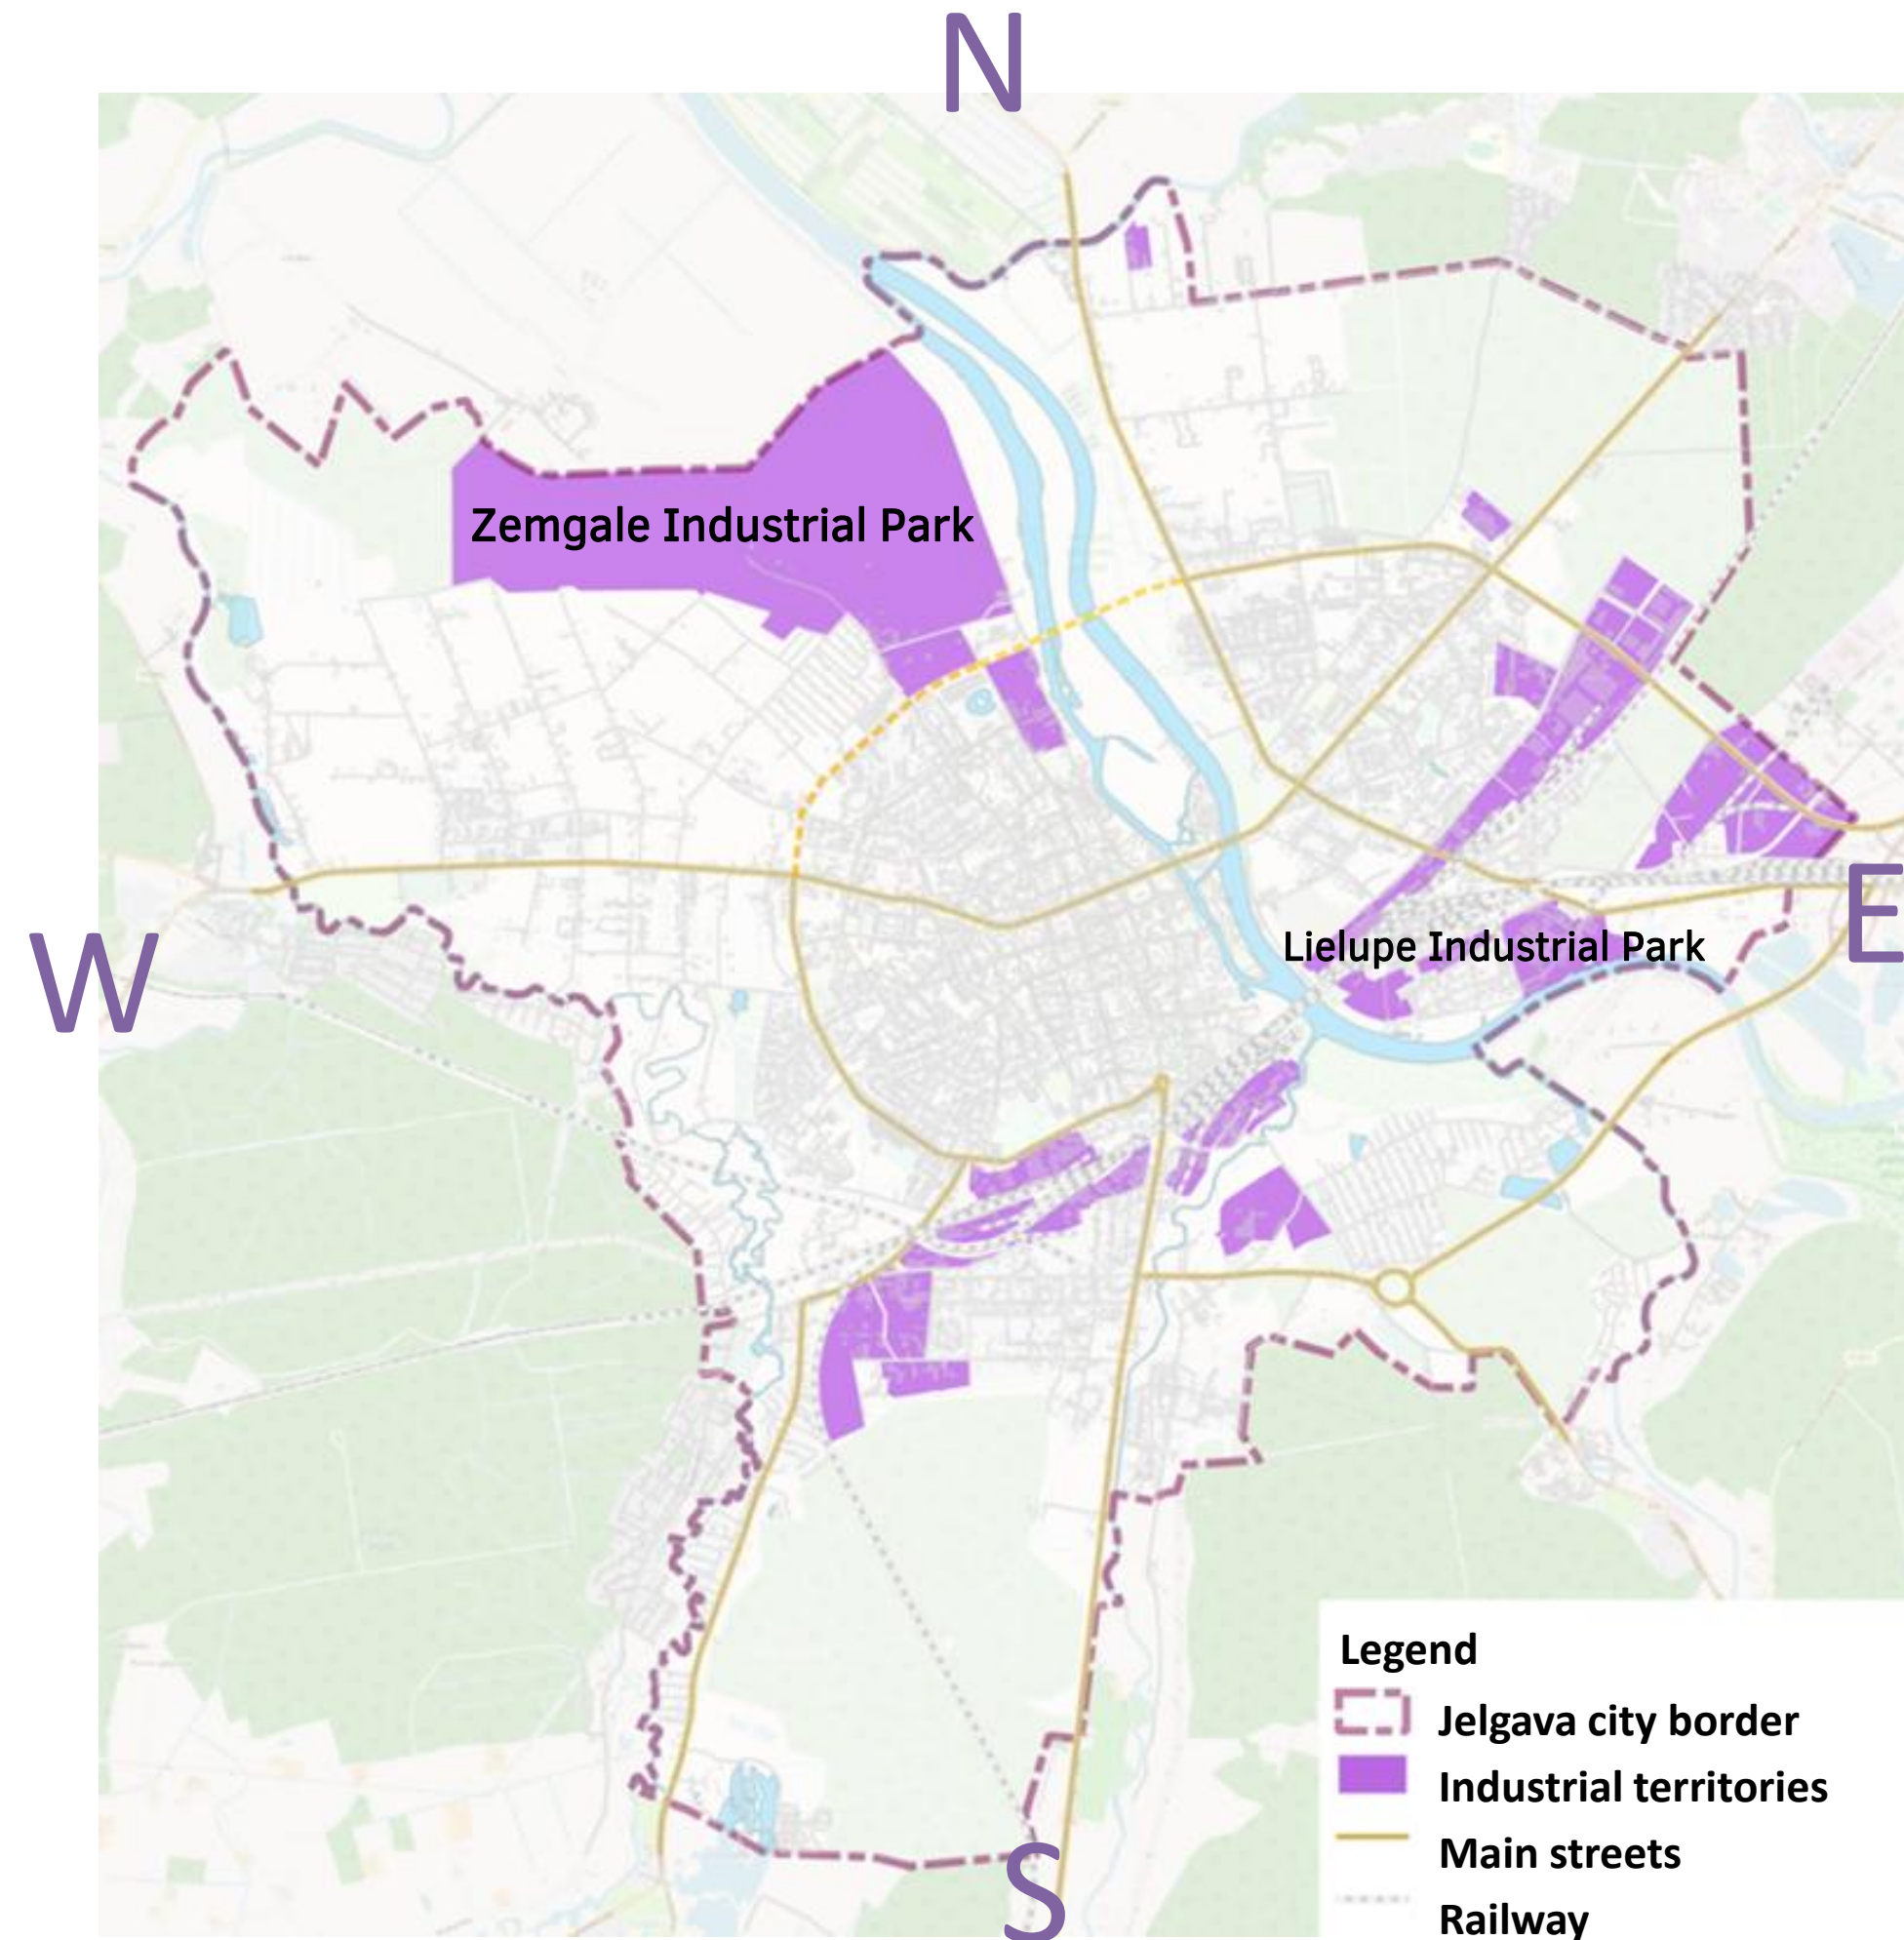 N
Zemgale Industrial Park
E
W
Lielupe Industrial Park
S
Legend
Jelgava city border
Industrial territories
Main streets
Railway